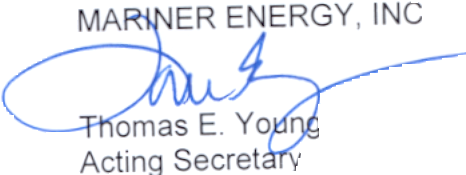 MARINER ENERGY, INC
Thomas E. Young
Acting Secretary